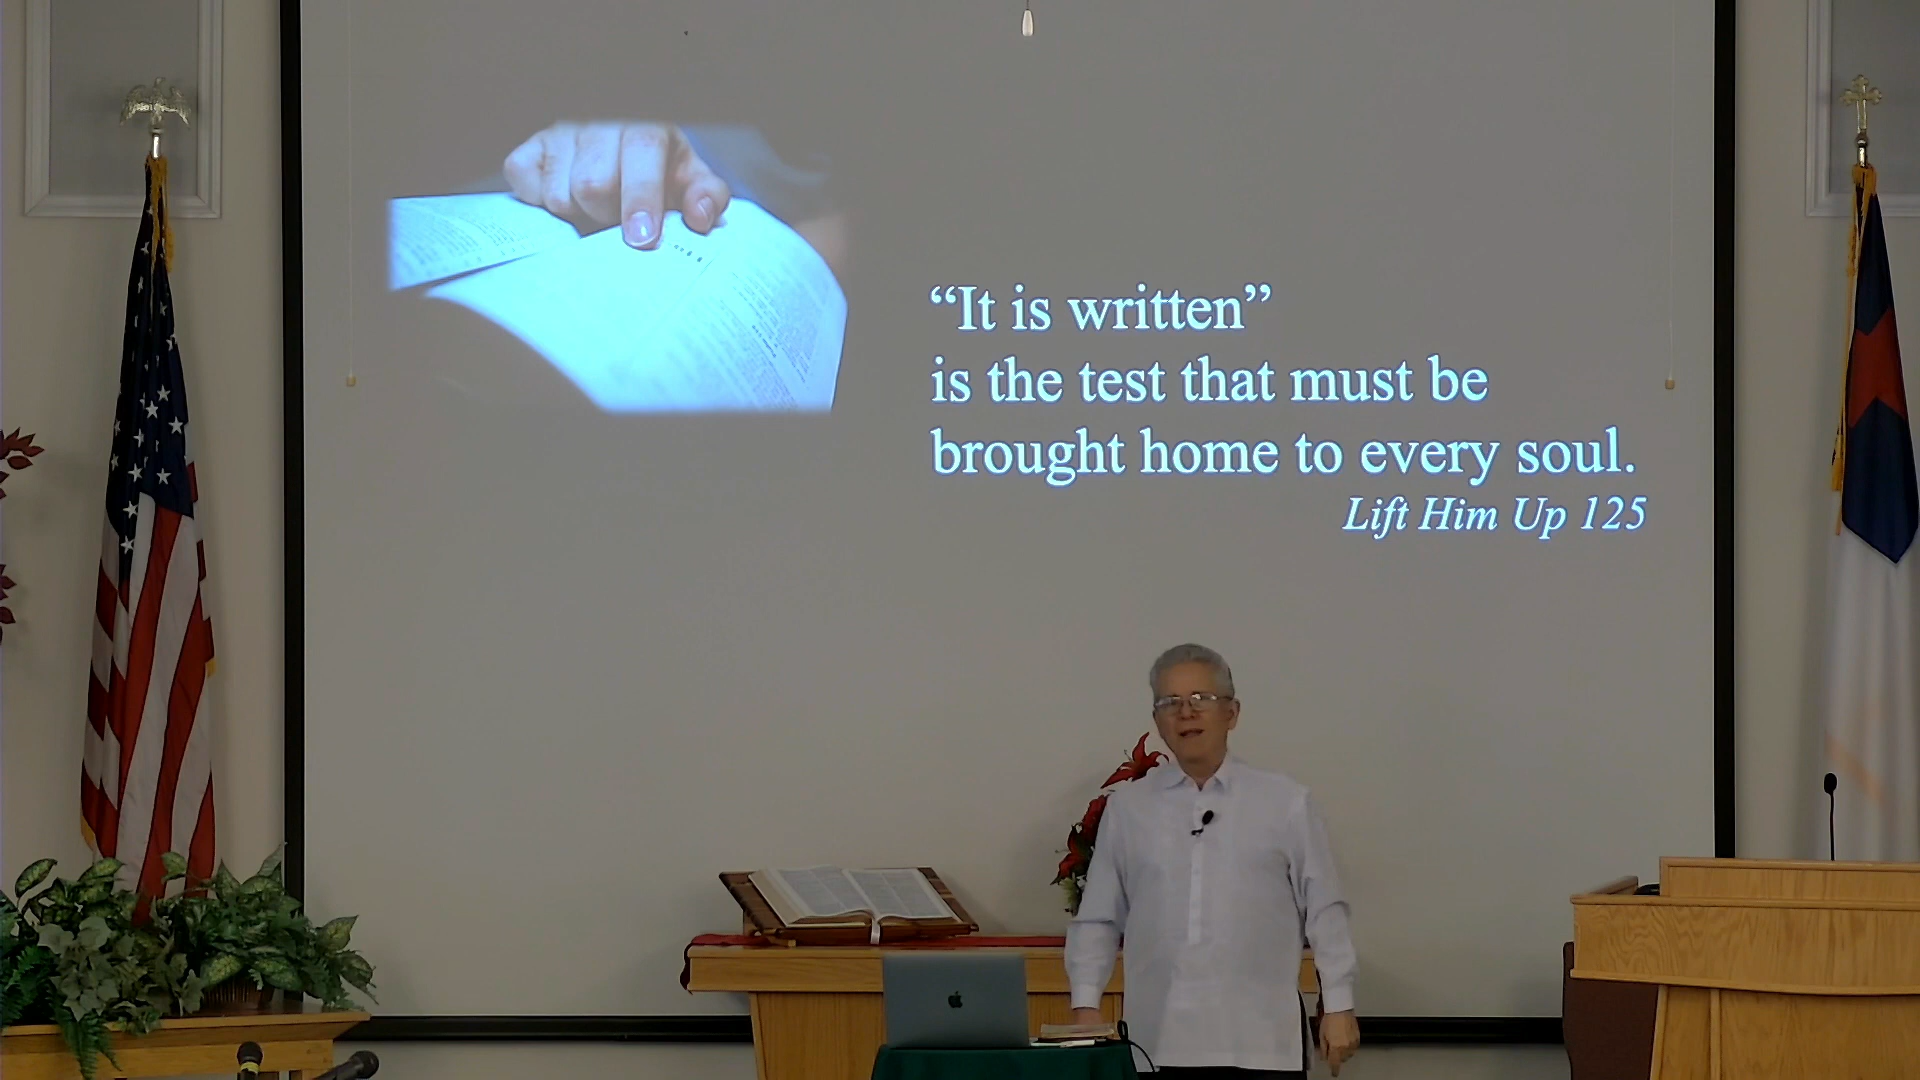 “It is written”
is the test that must be
brought home to every soul.
Lift Him Up 125